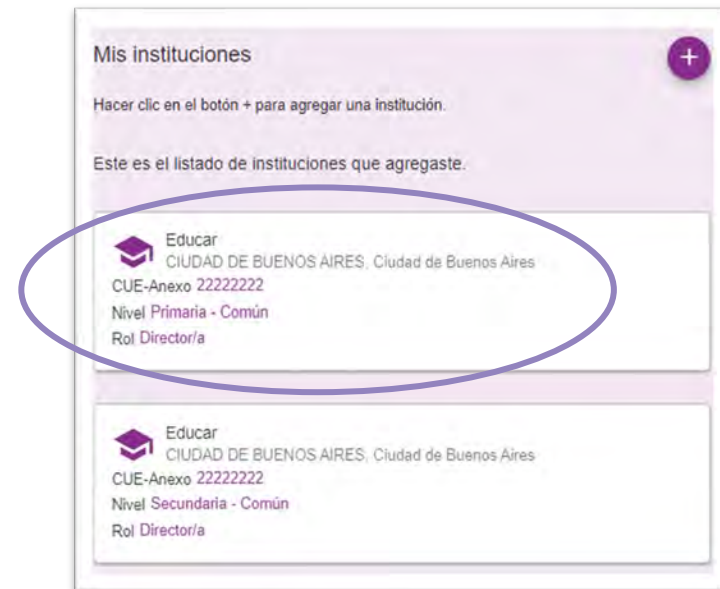 Mis instituciones
+
Hacer clic en el botón + para agregar una institución.
Este es el listado de instituciones que agregaste.
Educar
CIUDAD DE BUENOS AIRES, Ciudad de Buenos Aires
CUE-Anexo 22222222
Nivel Primaria - Común
Rol Director/a
Educar
CIUDAD DE BUENOS AIRES, Ciudad de Buenos Aires
CUE-Anexo 22222222
Nivel Secundaria - Común
Rol Director/a